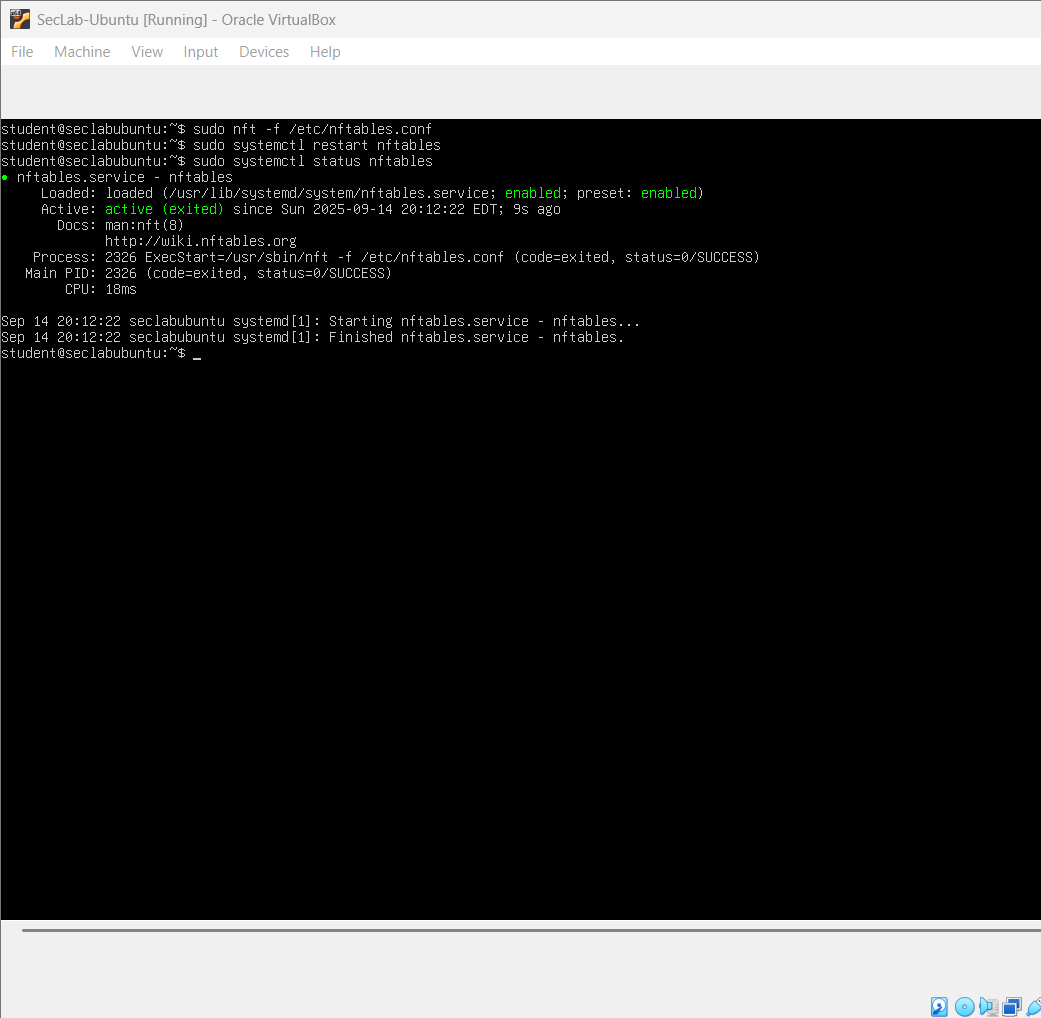 SecLab-Ubuntu [Running] - Oracle VirtualBox
File Machine View Input Devices Help
student@seclabubuntu:~$ sudo nft -f /etc/nftables.conf
student@seclabubuntu:~$ sudo systemctl restart nftables
student@seclabubuntu:~$ sudo systemctl status nftables
● nftables.service - nftables
     Loaded: loaded (/usr/lib/systemd/system/nftables.service; enabled; preset: enabled)
     Active: active (exited) since Sun 2025-09-14 20:12:22 EDT; 9s ago
       Docs: man:nft(8)
             http://wiki.nftables.org
    Process: 2326 ExecStart=/usr/sbin/nft -f /etc/nftables.conf (code=exited, status=0/SUCCESS)
   Main PID: 2326 (code=exited, status=0/SUCCESS)
        CPU: 18ms
Sep 14 20:12:22 seclabubuntu systemd[1]: Starting nftables.service - nftables...
Sep 14 20:12:22 seclabubuntu systemd[1]: Finished nftables.service - nftables.
student@seclabubuntu:~$ _